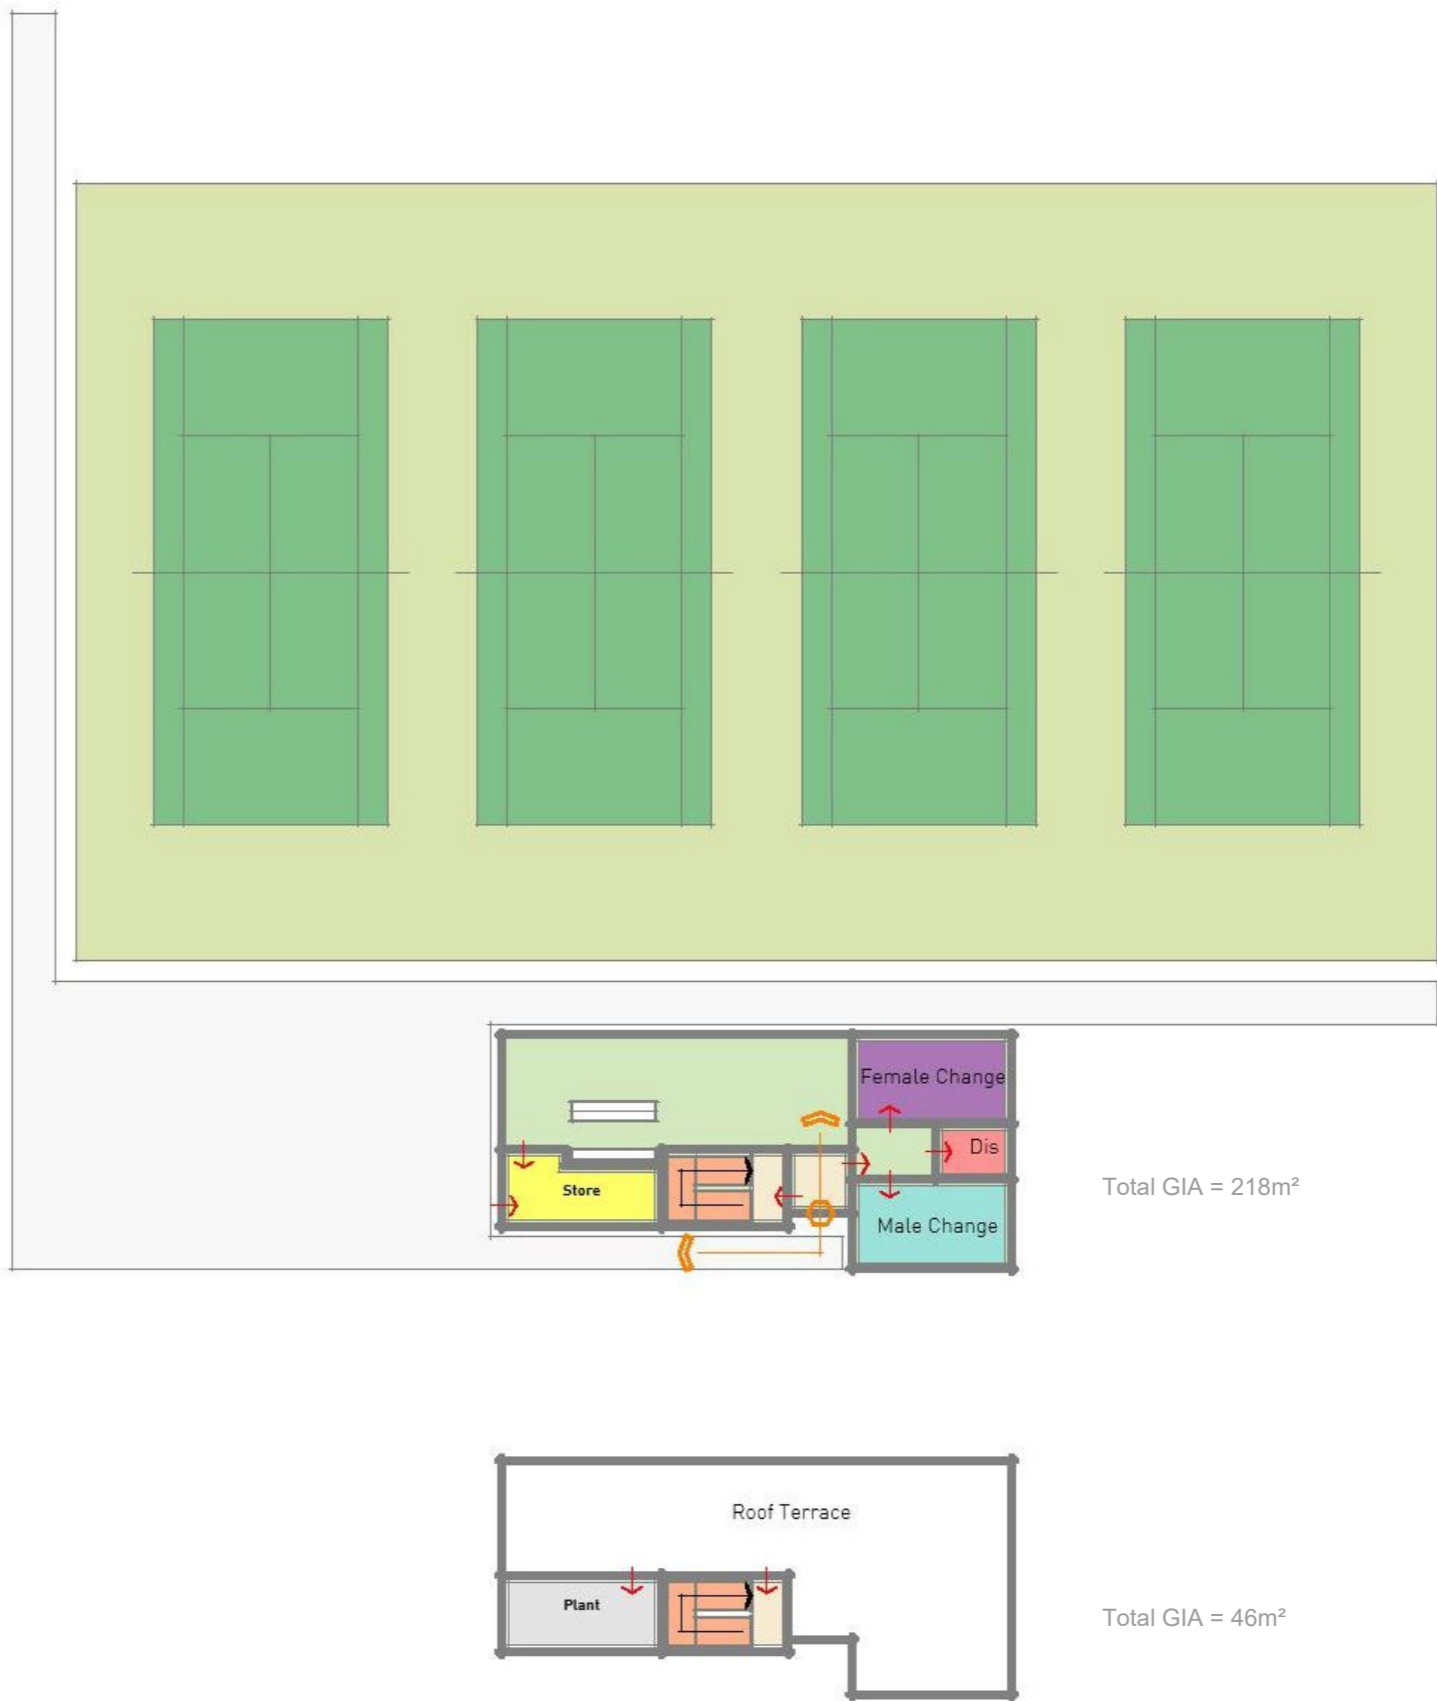 Female Change
Dis
Store
Total GIA = 218m²
Male Change
Roof Terrace
Plant
Total GIA = 46m²